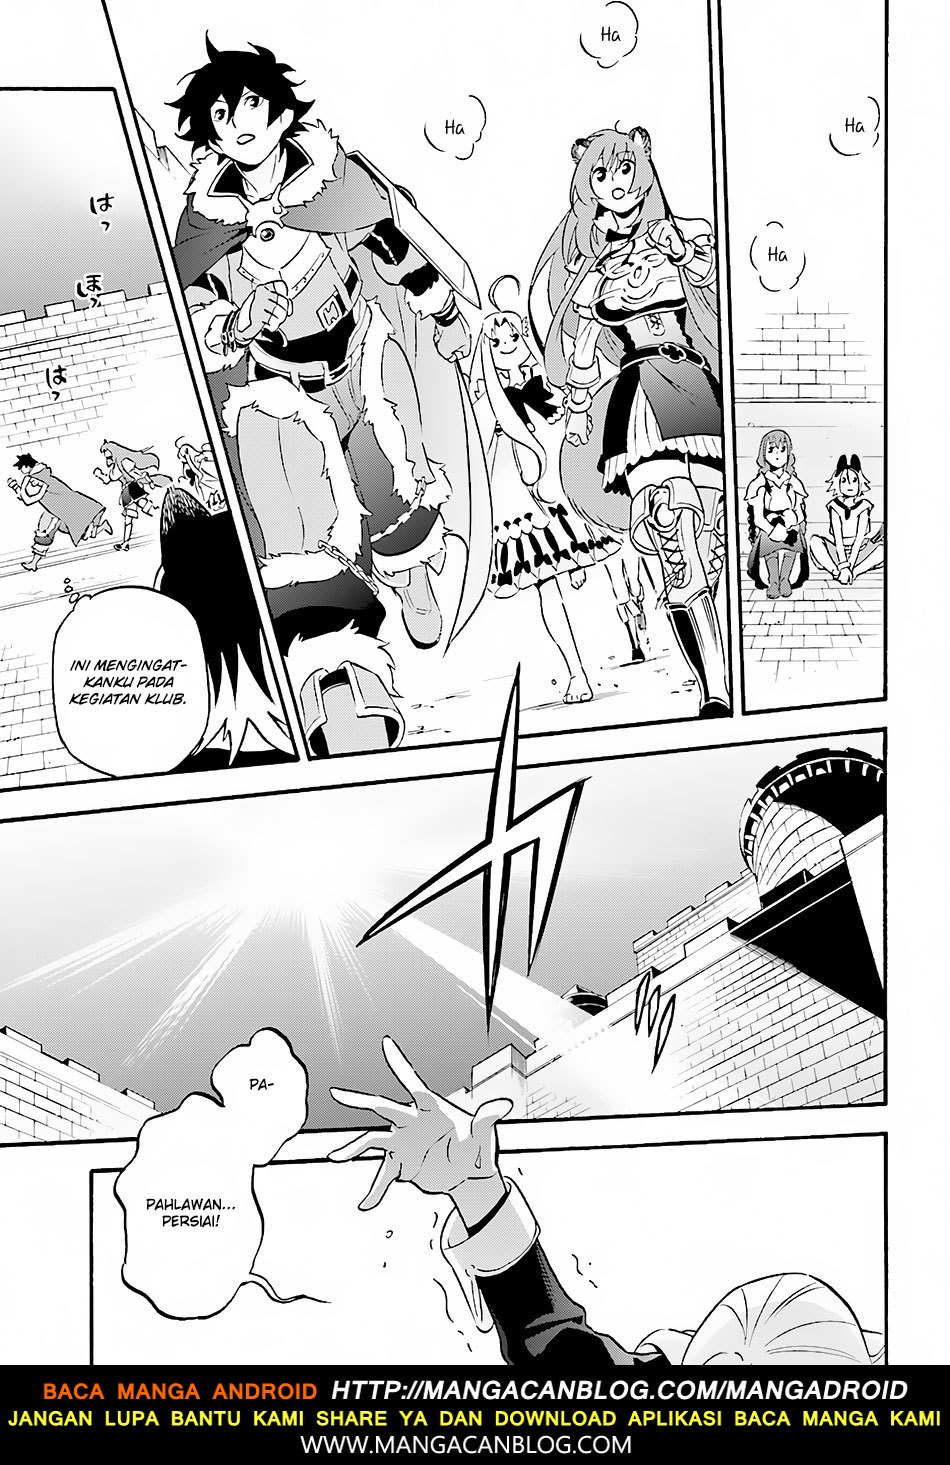 Ha
Ha
Ha
Ha
はっ
ほっ
はっ
INI MENGINGAT-
KANKU PADA
KEGIATAN KLUB.
カッ
PA-
PAHLAWAN...
PERSIAI!
BACA MANGA ANDROID HTTP://MANGACANBLOG.COM/MANGADROID
JANGAN LUPA BANTU KAMI SHARE YA DAN DOWNLOAD APLIKASI BACA MANGA KAMI
WWW.MANGACANBLOG.COM